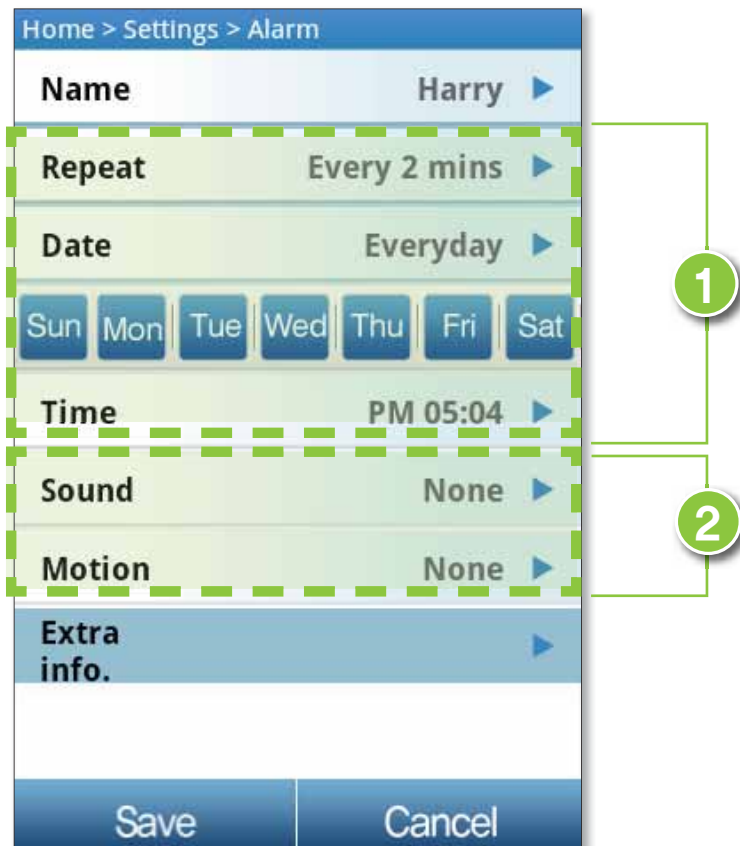 Home > Settings > Alarm
Name Harry
Repeat Every 2 mins
Date Everyday
Sun Mon Tue Wed Thu Fri Sat
Time PM 05:04
1
Sound None
2
Motion None
Extra
info.
Save Cancel